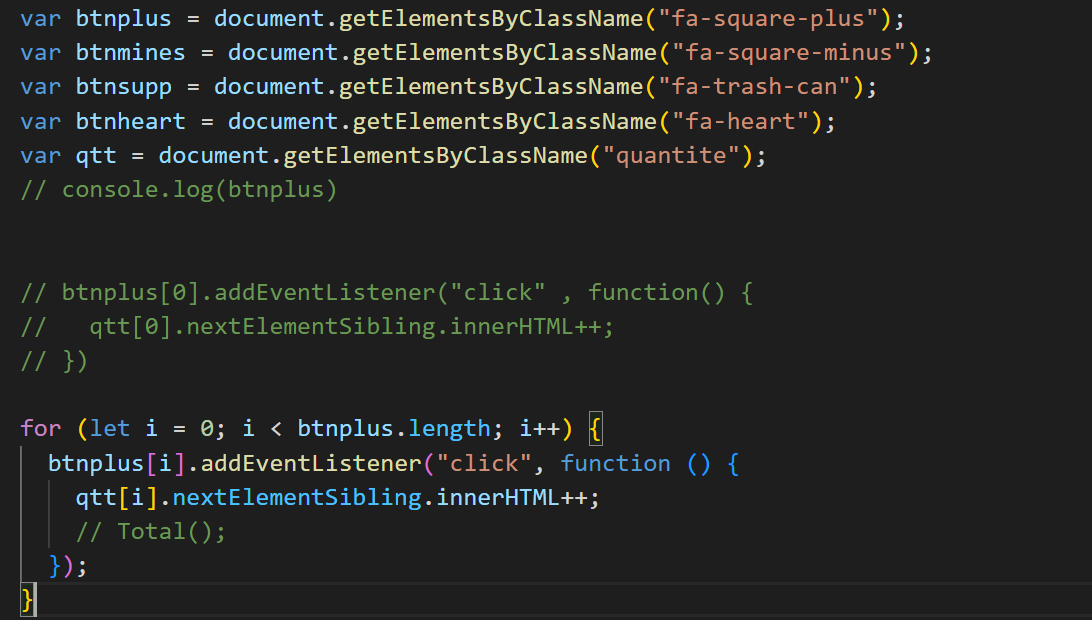 var btnplus = document.getElementsByClassName("fa-square-plus");
var btnmines = document.getElementsByClassName("fa-square-minus");
var btnsupp = document.getElementsByClassName("fa-trash-can");
var btnheart = document.getElementsByClassName("fa-heart");
var qtt = document.getElementsByClassName("quantite");
// console.log(btnplus)
// btnplus[0].addEventListener("click" , function() {
//   qtt[0].nextElementSibling.innerHTML++;
// })
for (let i = 0; i < btnplus.length; i++) {
  btnplus[i].addEventListener("click", function () {
    qtt[i].nextElementSibling.innerHTML++;
    // Total();
  });
}